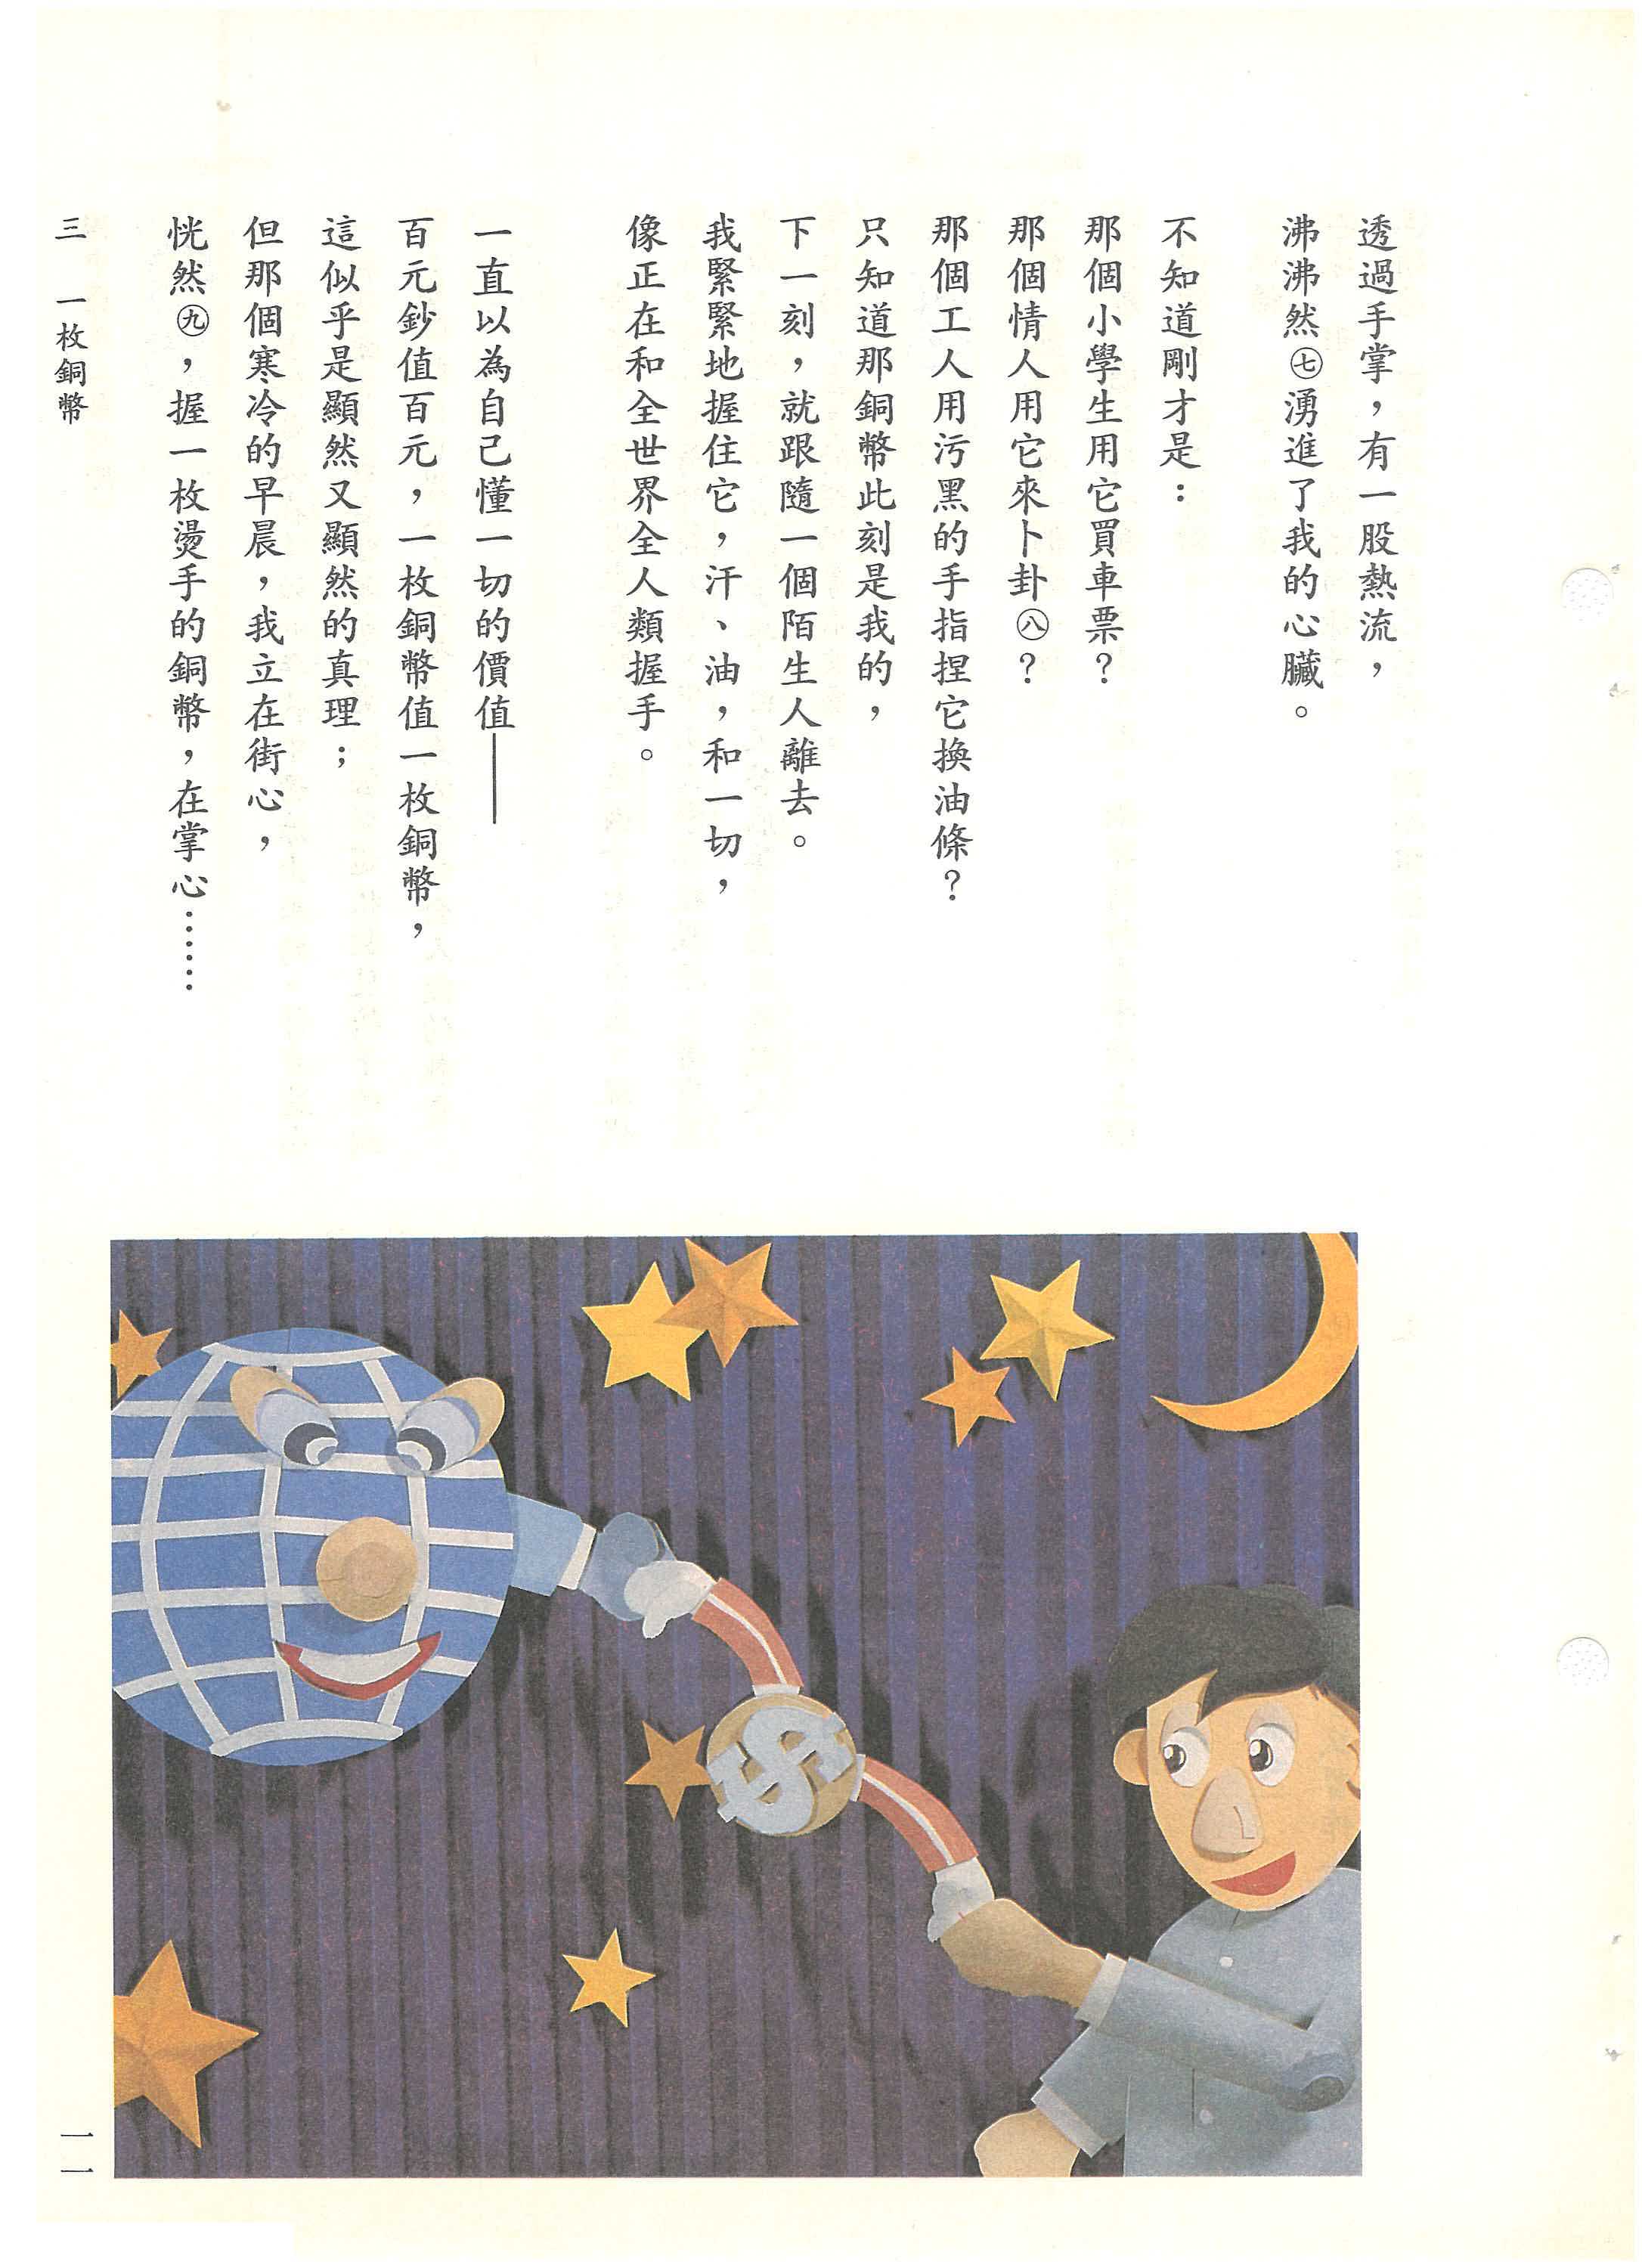 透過手掌，有一股熱流，
沸沸然㊆湧進了我的心臟。
不知道剛才是：
那個小學生用它買車票？
那個情人用它來卜卦㊇？
那個工人用污黑的手指捏它換油條？
只知道那銅幣此刻是我的，
下一刻，就跟隨一個陌生人離去。
我緊緊地握住它，汗、油，和一切，
像正在和全世界全人類握手。
一直以為自己懂一切的價值——
百元鈔值百元，一枚銅幣值一枚銅幣，
這似乎是顯然又顯然的真理；
但那個寒冷的早晨，我立在街心，
恍然㊈，握一枚燙手的銅幣，在掌心……
三　一枚銅幣
一一
$